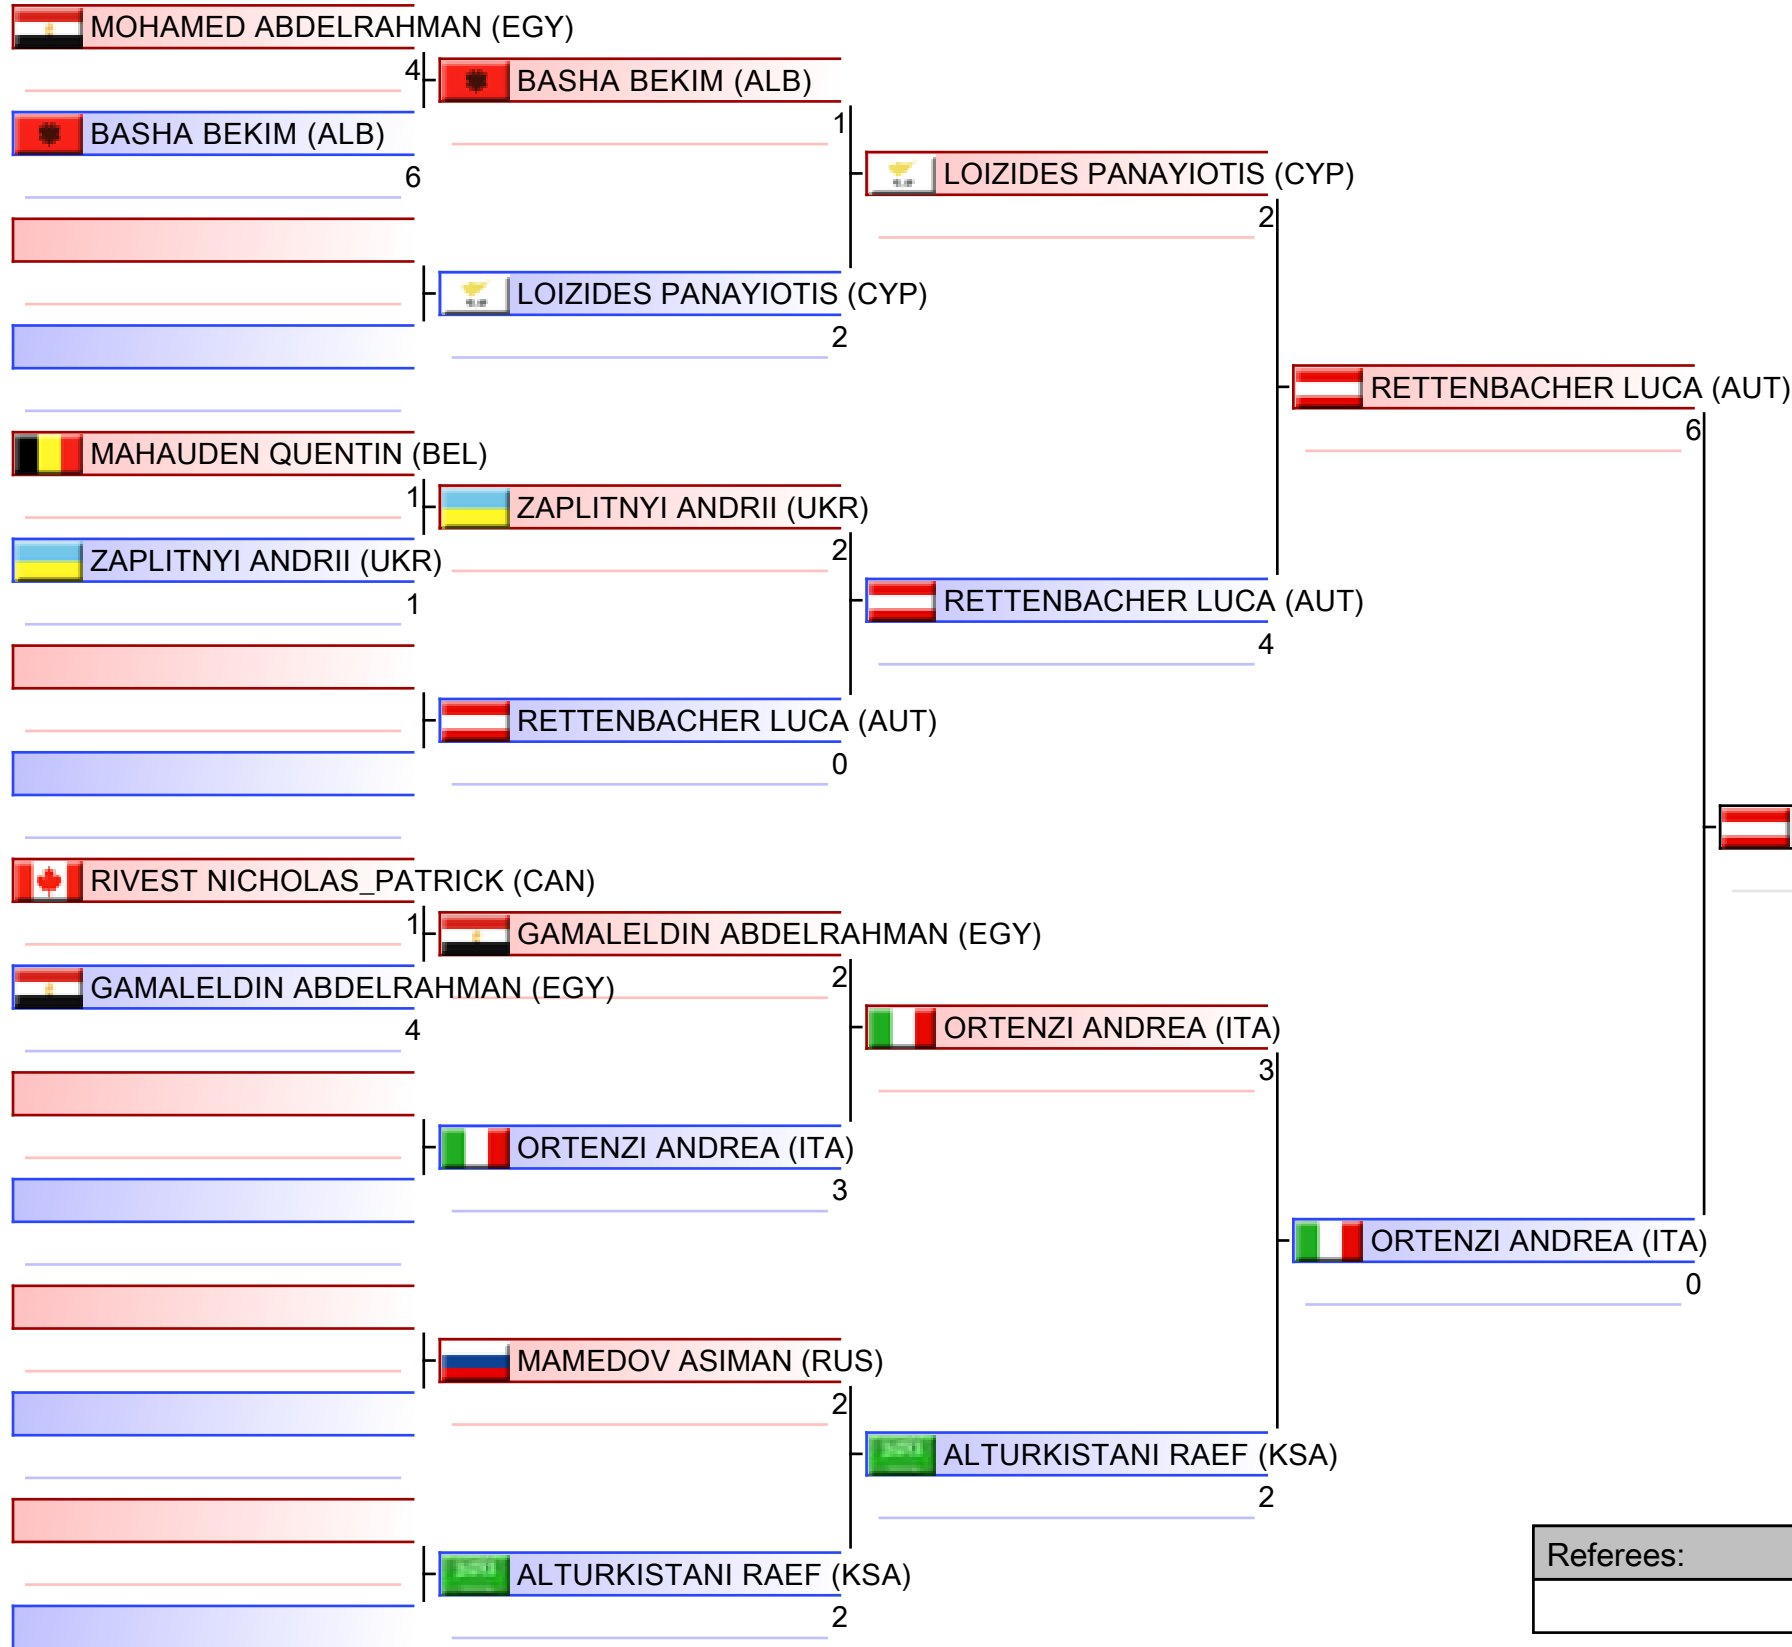 MOHAMED ABDELRAHMAN (EGY)
4
BASHA BEKIM (ALB)
6
MAHAUDEN QUENTIN (BEL)
1
ZAPLITNYI ANDRII (UKR)
1
RIVEST NICHOLAS_PATRICK (CAN)
1
GAMALELDIN ABDELRAHMAN (EGY)
4
BASHA BEKIM (ALB)
1
LOIZIDES PANAYIOTIS (CYP)
2
ZAPLITNYI ANDRII (UKR)
2
RETTENBACHER LUCA (AUT)
0
GAMALELDIN ABDELRAHMAN (EGY)
2
ORTENZI ANDREA (ITA)
3
MAMEDOV ASIMAN (RUS)
2
ALTURKISTANI RAEF (KSA)
2
LOIZIDES PANAYIOTIS (CYP)
2
RETTENBACHER LUCA (AUT)
4
ORTENZI ANDREA (ITA)
3
ALTURKISTANI RAEF (KSA)
2
RETTENBACHER LUCA (AUT)
6
ORTENZI ANDREA (ITA)
0
Referees: